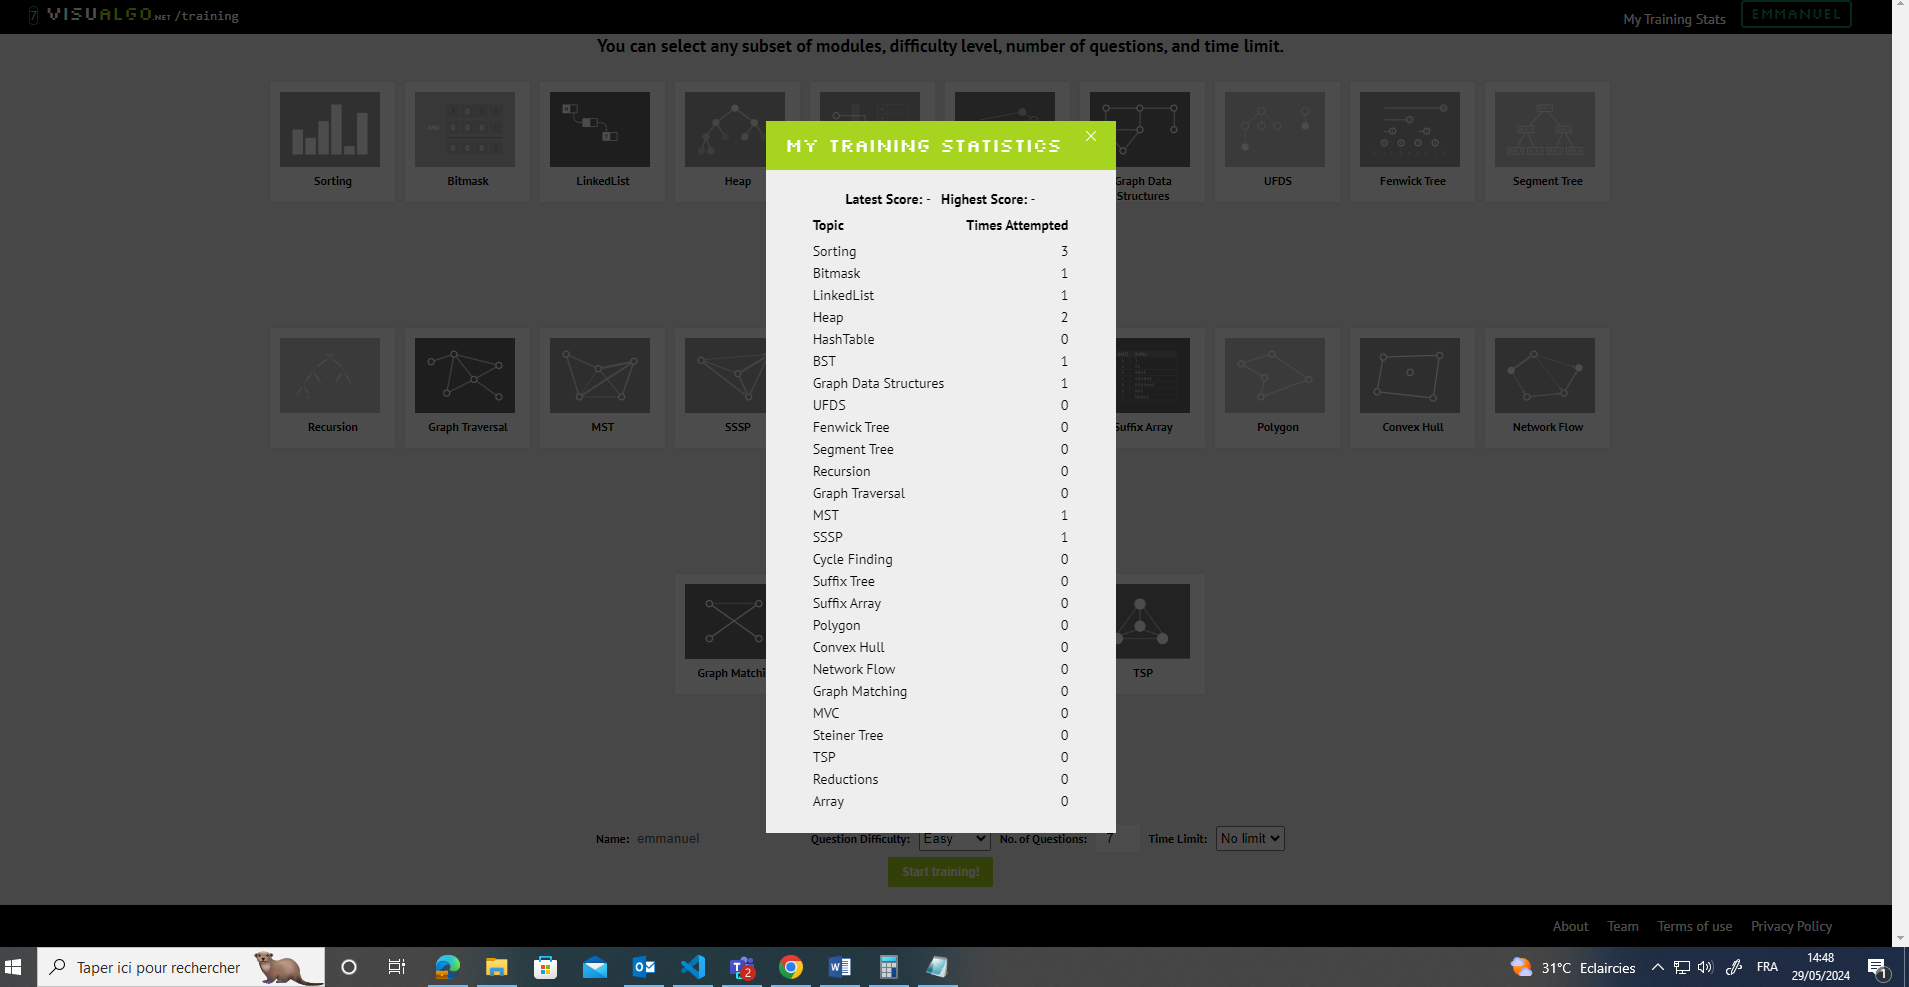 7 VISUALGO.NET /training
My Training Stats EMMANUEL
You can select any subset of modules, difficulty level, number of questions, and time limit.
Sorting
Bitmask
LinkedList
Heap
Graph Data
Structures
UFDS
Fenwick Tree
Segment Tree
MY TRAINING STATISTICS
Latest Score: - Highest Score: -
Topic Times Attempted
Sorting 3
Bitmask 1
LinkedList 1
Heap 2
HashTable 0
BST 1
Graph Data Structures 1
UFDS 0
Fenwick Tree 0
Segment Tree 0
Recursion 0
Graph Traversal 0
MST 1
SSSP 1
Cycle Finding 0
Suffix Tree 0
Suffix Array 0
Polygon 0
Convex Hull 0
Network Flow 0
Graph Matching 0
MVC 0
Steiner Tree 0
TSP 0
Reductions 0
Array 0
Recursion
Graph Traversal
MST
SSSP
Suffix Array
Polygon
Convex Hull
Network Flow
Graph Matchi
TSP
Name: emmanuel Question Difficulty: Easy No. of Questions: 7 Time Limit: No limit
Start training!
About Team Terms of use Privacy Policy
Taper ici pour rechercher
2
31°C Eclaircies
FRA
14:48
29/05/2024
1